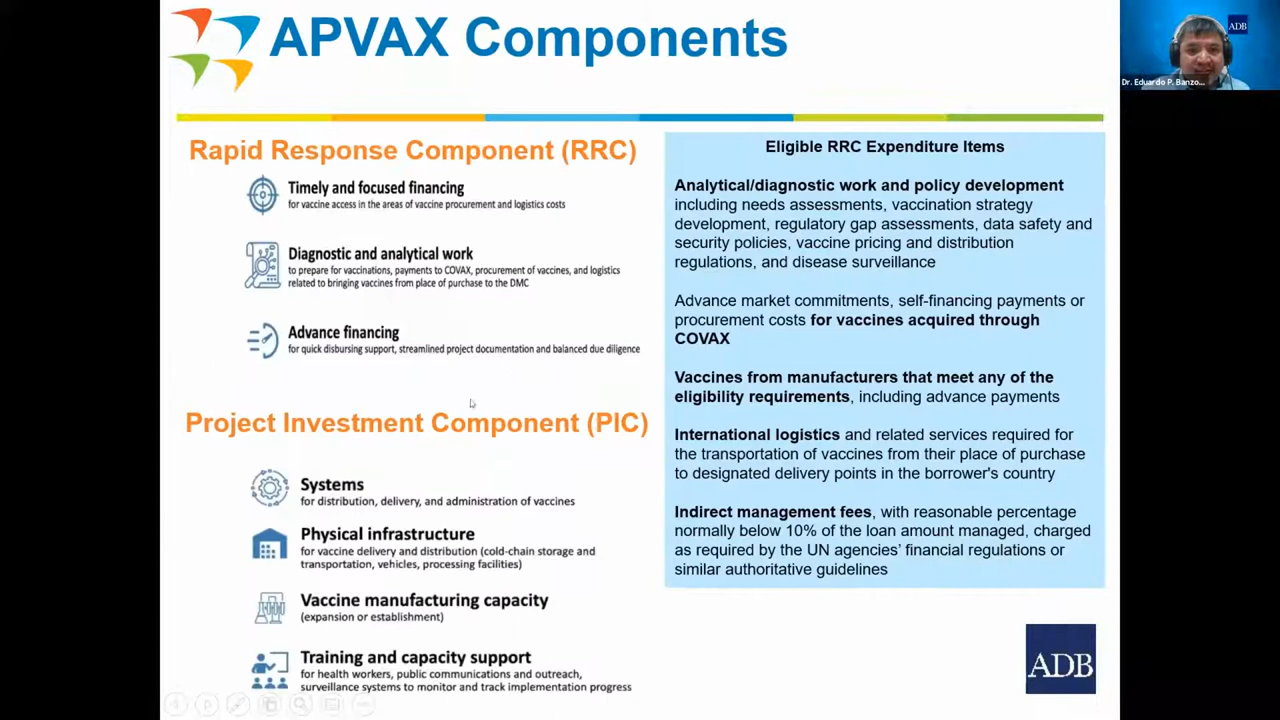 APVAX Components
Rapid Response Component (RRC)
Timely and focused financing
for vaccine access in the areas of vaccine procurement and logistics costs
Diagnostic and analytical work
to prepare for vaccinations, payments to COVAX, procurement of vaccines, and logistics
related to bringing vaccines from place of purchase to the DMC
Advance financing
for quick disbursing support, streamlined project documentation and balanced due diligence
Project Investment Component (PIC)
Systems
for distribution, delivery, and administration of vaccines
Physical infrastructure
for vaccine delivery and distribution (cold-chain storage and
transportation, vehicles, processing facilities)
Vaccine manufacturing capacity
(expansion or establishment)
Training and capacity support
for health workers, public communications and outreach,
surveillance systems to monitor and track implementation progress
Eligible RRC Expenditure Items
Analytical/diagnostic work and policy development
including needs assessments, vaccination strategy
development, regulatory gap assessments, data safety and
security policies, vaccine pricing and distribution
regulations, and disease surveillance
Advance market commitments, self-financing payments or
procurement costs for vaccines acquired through
COVAX
Vaccines from manufacturers that meet any of the
eligibility requirements, including advance payments
International logistics and related services required for
the transportation of vaccines from their place of purchase
to designated delivery points in the borrower's country
Indirect management fees, with reasonable percentage
normally below 10% of the loan amount managed, charged
as required by the UN agencies’ financial regulations or
similar authoritative guidelines
ADB
ADB
Dr. Eduardo P. Banzo...